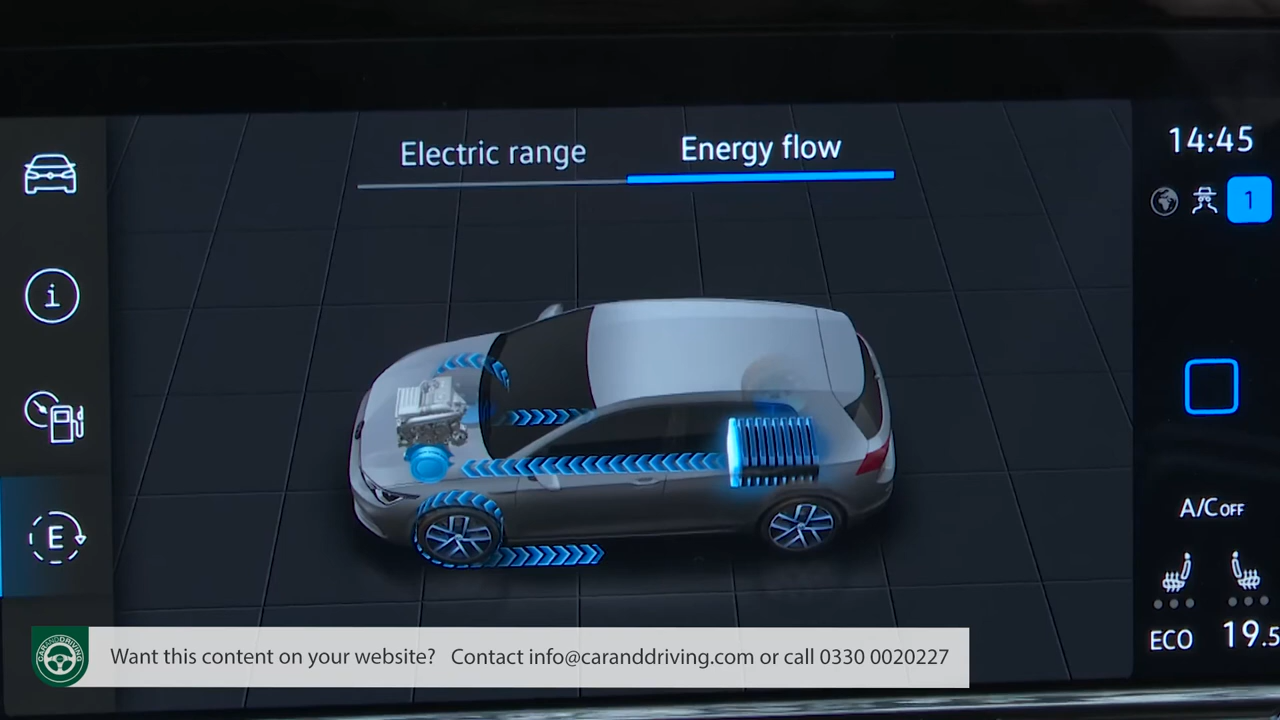 Electric range
Energy flow
14:45
i
1
E
A/C OFF
ECO
19.5
CARANDDRIVING
Want this content on your website? Contact info@caranddriving.com or call 0330 0020227